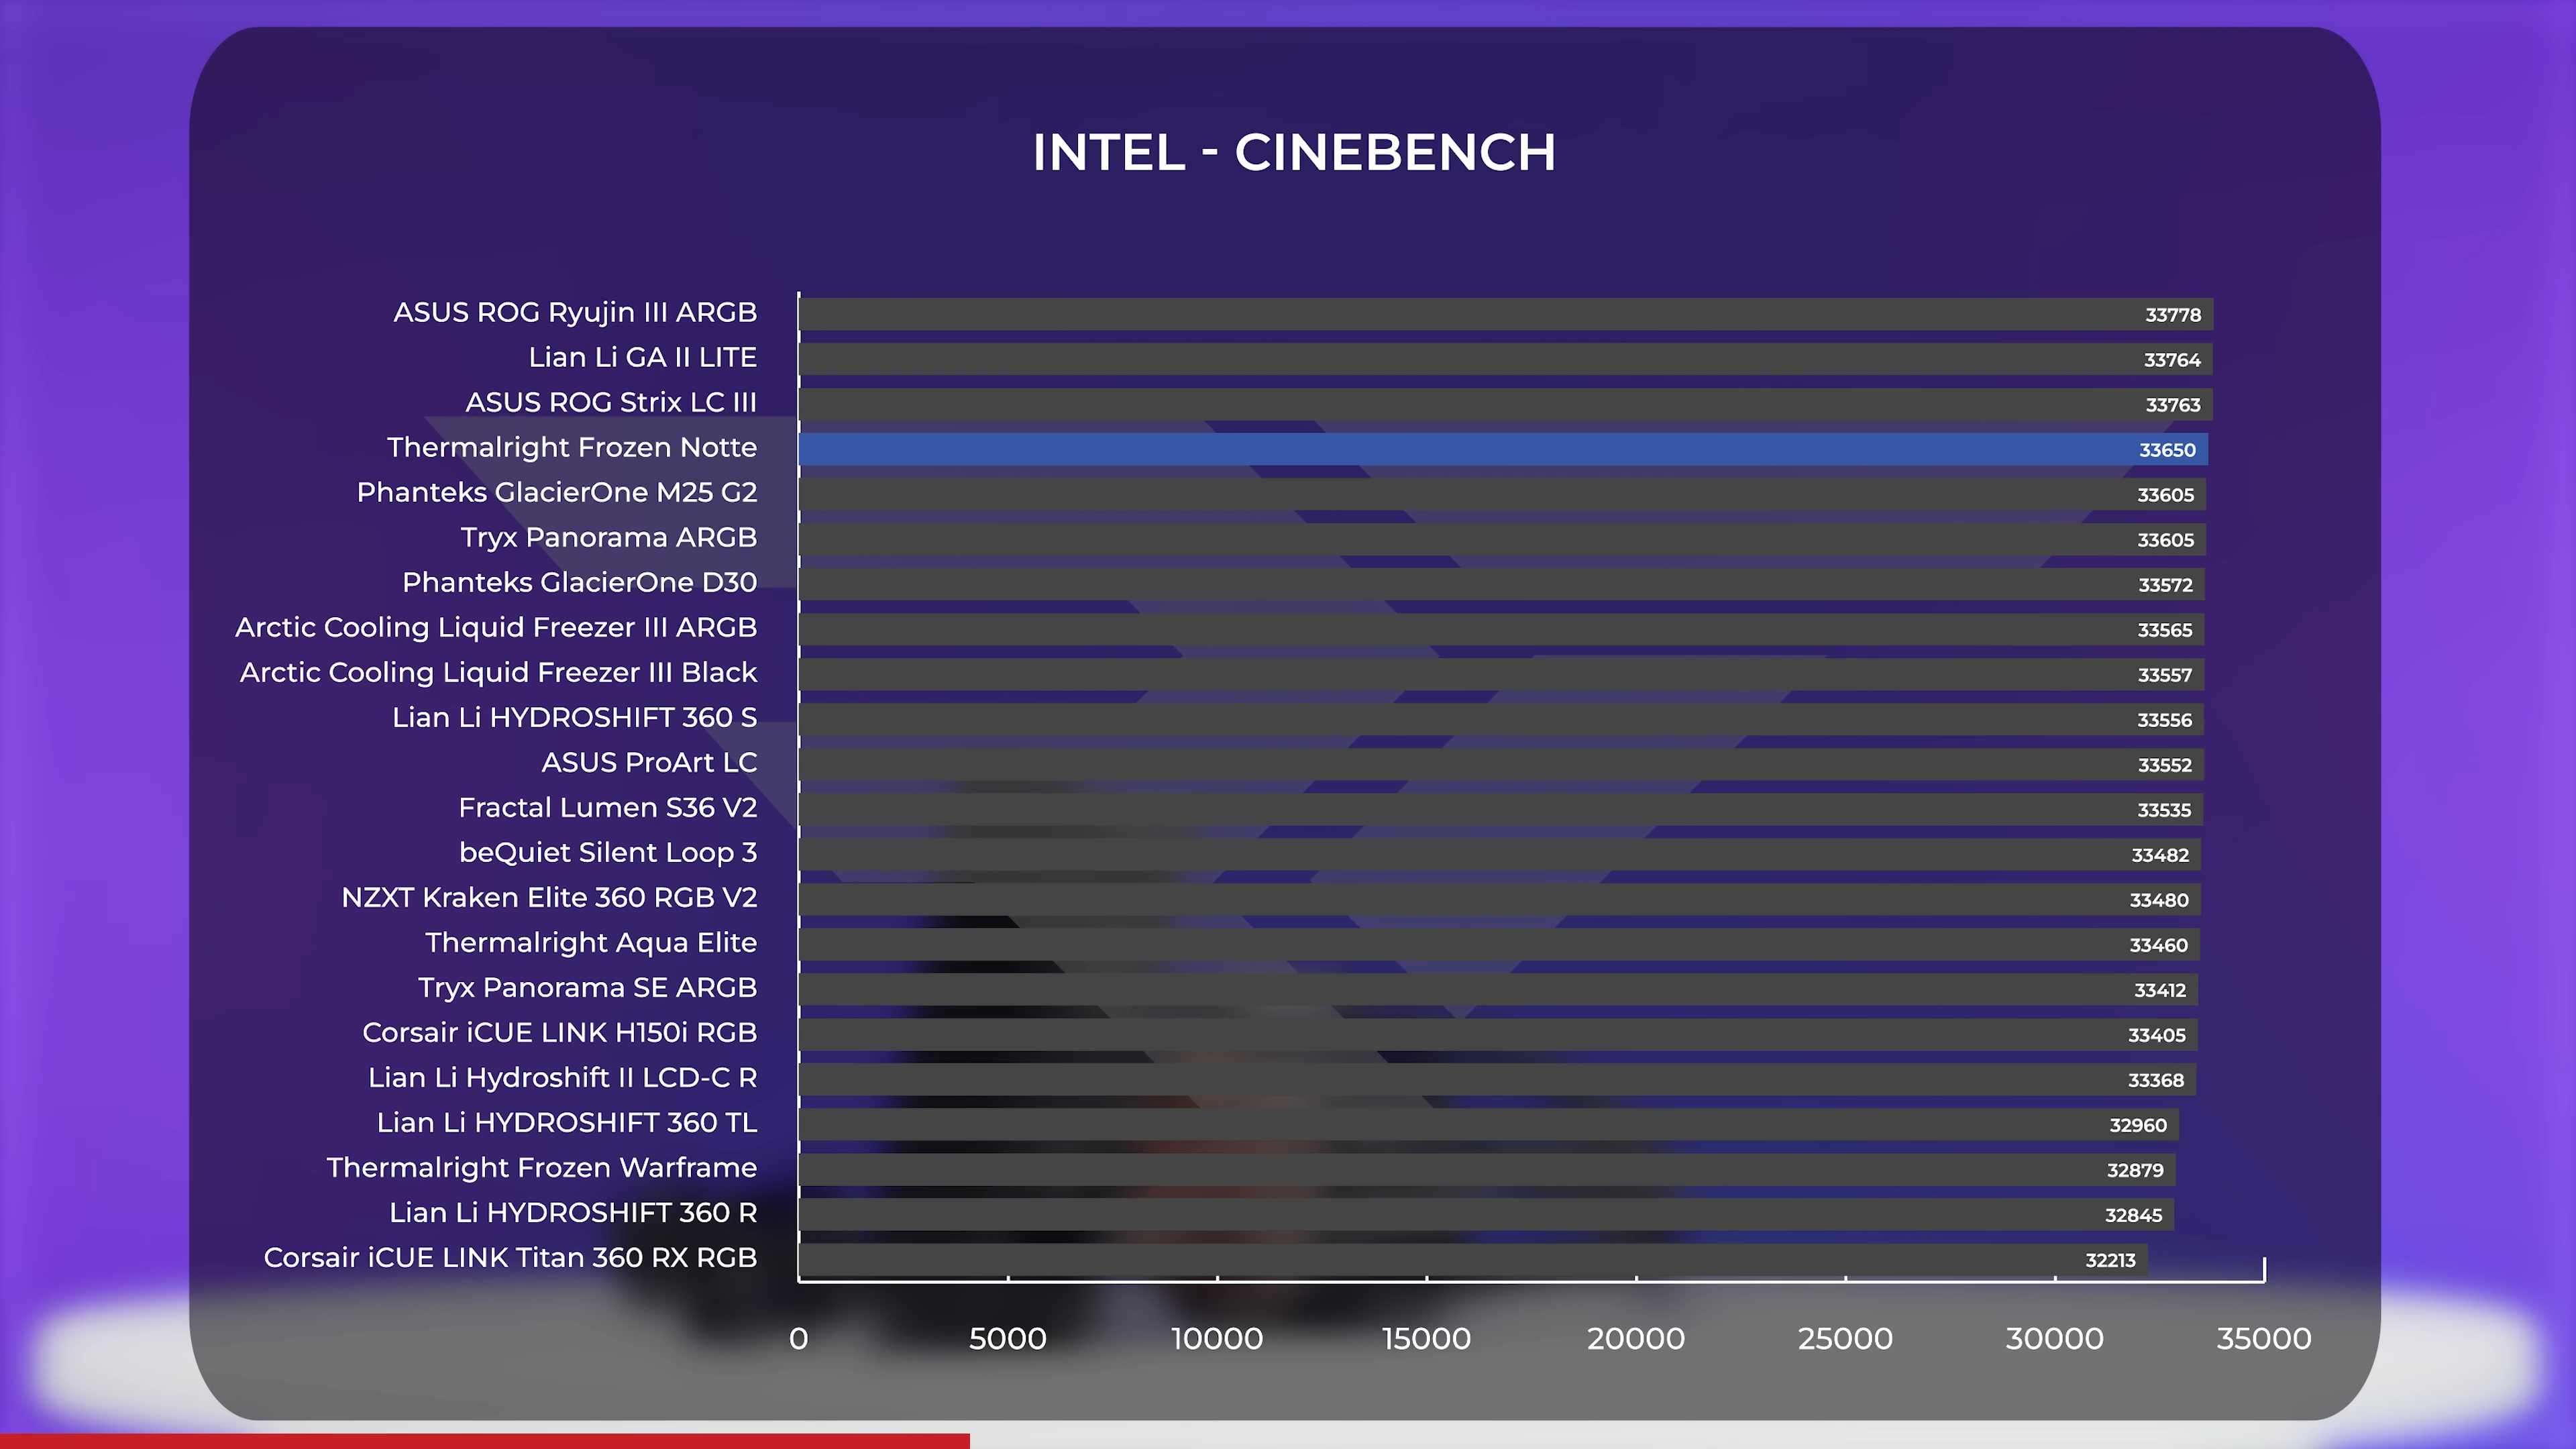 INTEL - CINEBENCH
ASUS ROG Ryujin III ARGB 33778
Lian Li GA II LITE 33764
ASUS ROG Strix LC III 33763
Thermalright Frozen Notte 33650
Phanteks GlacierOne M25 G2 33605
Tryx Panorama ARGB 33605
Phanteks GlacierOne D30 33572
Arctic Cooling Liquid Freezer III ARGB 33565
Arctic Cooling Liquid Freezer III Black 33557
Lian Li HYDROSHIFT 360 S 33556
ASUS ProArt LC 33552
Fractal Lumen S36 V2 33535
beQuiet Silent Loop 3 33482
NZXT Kraken Elite 360 RGB V2 33480
Thermalright Aqua Elite 33460
Tryx Panorama SE ARGB 33412
Corsair iCUE LINK H150i RGB 33405
Lian Li Hydroshift II LCD-C R 33368
Lian Li HYDROSHIFT 360 TL 32960
Thermalright Frozen Warframe 32879
Lian Li HYDROSHIFT 360 R 32845
Corsair iCUE LINK Titan 360 RX RGB 32213
0 5000 10000 15000 20000 25000 30000 35000